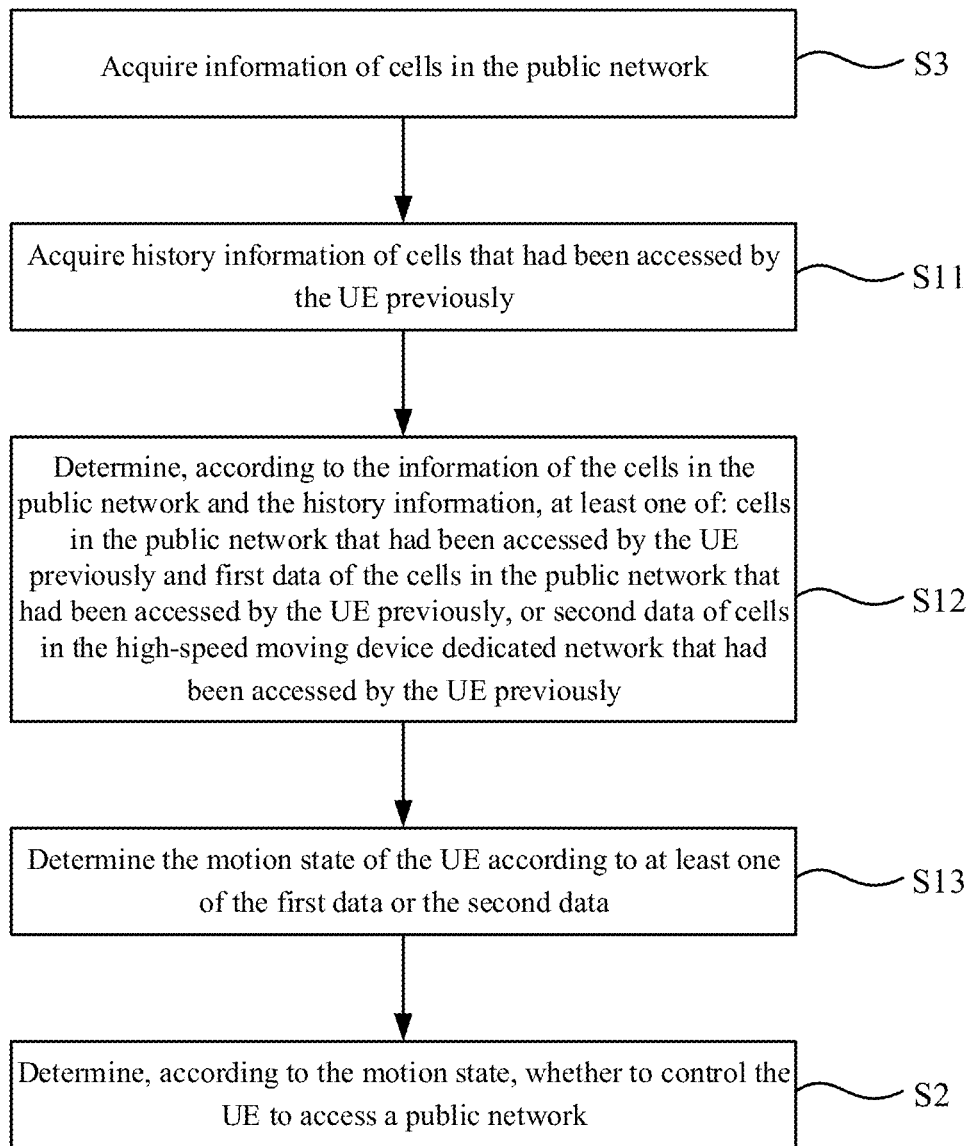 Acquire information of cells in the public network
S3
Acquire history information of cells that had been accessed by
the UE previously
S11
Determine, according to the information of the cells in the
public network and the history information, at least one of: cells
in the public network that had been accessed by the UE
previously and first data of the cells in the public network that
had been accessed by the UE previously, or second data of cells
in the high-speed moving device dedicated network that had
been accessed by the UE previously
S12
Determine the motion state of the UE according to at least one
of the first data or the second data
S13
Determine, according to the motion state, whether to control the
UE to access a public network
S2